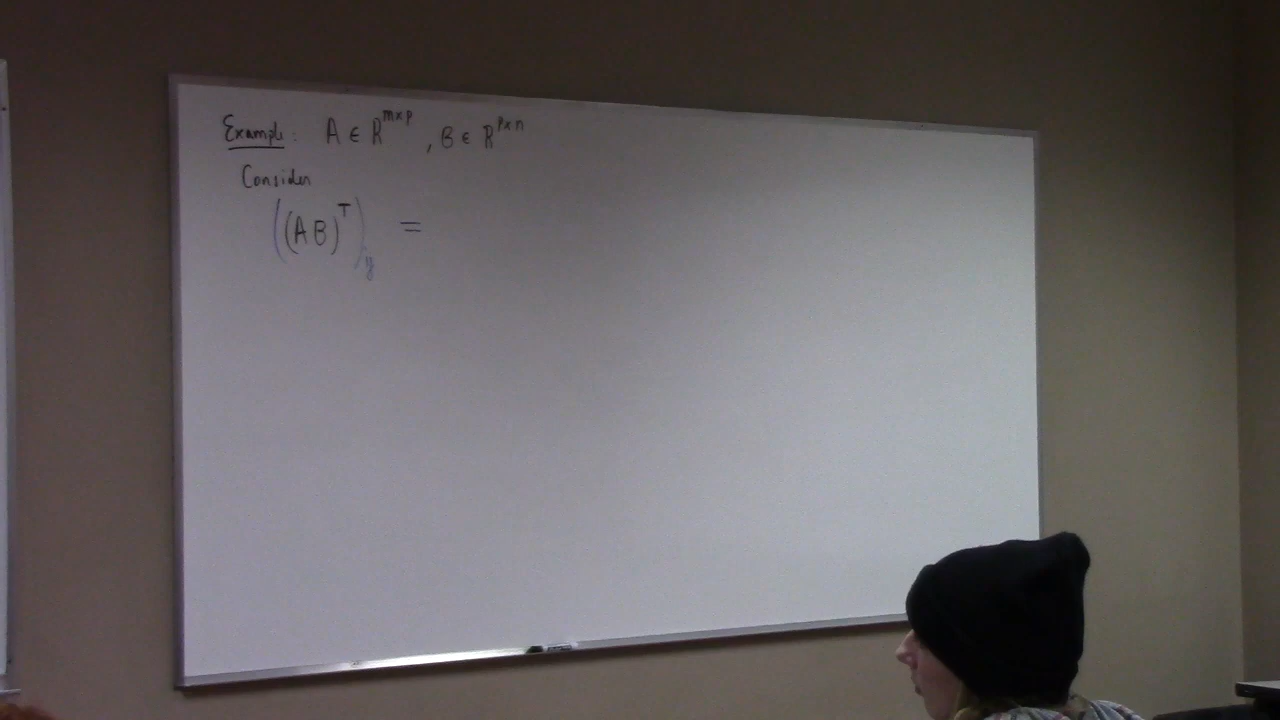 Example: A ∈ R^{m×p}, B ∈ R^{p×n}
Consider
((AB)^T)_{ij} =